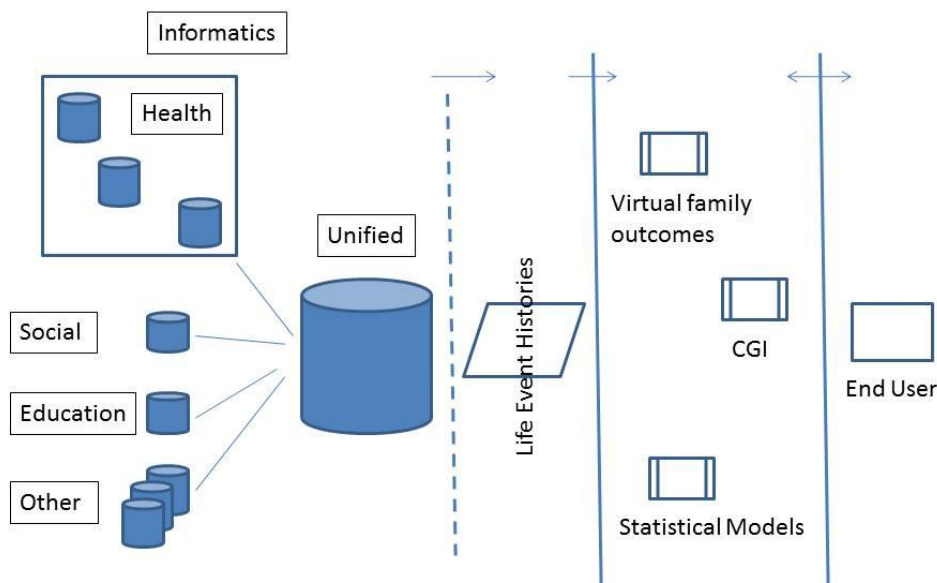 Informatics
Health
Unified
Social
Education
Other
Life Event Histories
Virtual family
outcomes
CGI
Statistical Models
End User